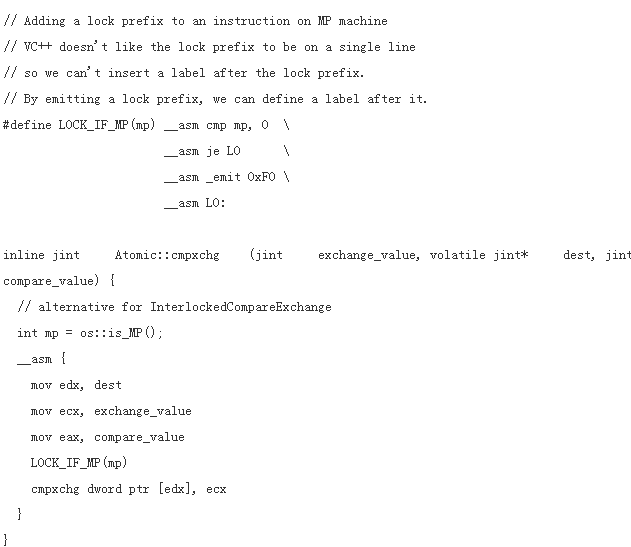 // Adding a lock prefix to an instruction on MP machine
// VC++ doesn't like the lock prefix to be on a single line
// so we can't insert a label after the lock prefix.
// By emitting a lock prefix, we can define a label after it.
#define LOCK_IF_MP(mp) __asm cmp mp, 0  \
                       __asm je L0      \
                       __asm _emit 0xF0 \
                       __asm L0:

inline jint     Atomic::cmpxchg    (jint     exchange_value, volatile jint*     dest, jint
compare_value) {
  // alternative for InterlockedCompareExchange
  int mp = os::is_MP();
  __asm {
    mov edx, dest
    mov ecx, exchange_value
    mov eax, compare_value
    LOCK_IF_MP(mp)
    cmpxchg dword ptr [edx], ecx
  }
}